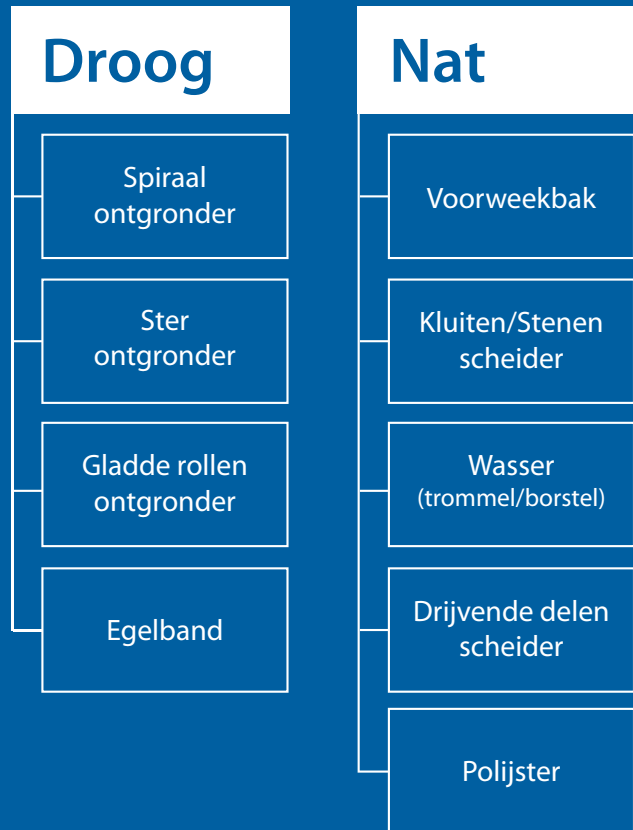 Droog
Spiraal
ontgronder
Ster
ontgronder
Gladde rollen
ontgronder
Egelband
Nat
Voorweekbak
Kluiten/Stenen
scheider
Wasser
(trommel/borstel)
Drijvende delen
scheider
Polijster